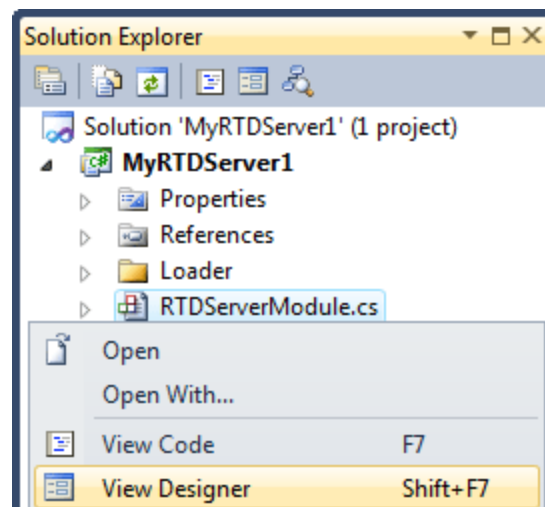 Solution Explorer
Solution 'MyRTDServer1' (1 project)
C#
MyRTDServer1
Properties
References
Loader
RTDServerModule.cs
Open
Open With...
View Code F7
View Designer Shift+F7